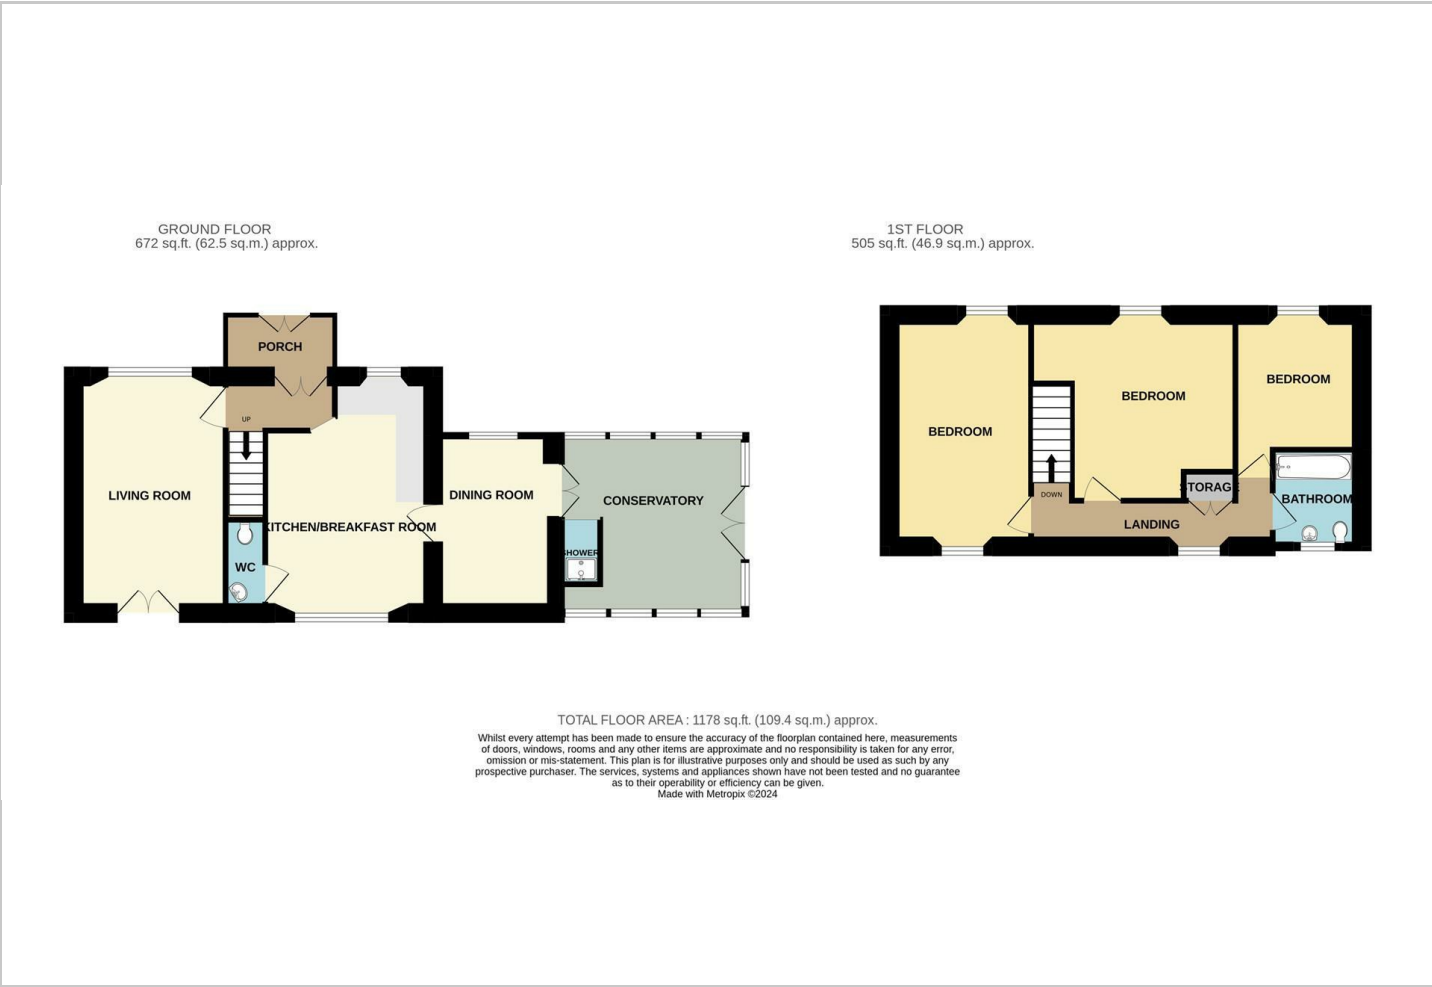 GROUND FLOOR
672 sq.ft. (62.5 sq.m.) approx.
PORCH
UP
LIVING ROOM
KITCHEN/BREAKFAST ROOM
WC
DINING ROOM
CONSERVATORY
SHOWER
1ST FLOOR
505 sq.ft. (46.9 sq.m.) approx.
BEDROOM
BEDROOM
BEDROOM
DOWN
STORAGE
LANDING
BATHROOM
TOTAL FLOOR AREA : 1178 sq.ft. (109.4 sq.m.) approx.
Whilst every attempt has been made to ensure the accuracy of the floorplan contained here, measurements
of doors, windows, rooms and any other items are approximate and no responsibility is taken for any error,
omission or mis-statement. This plan is for illustrative purposes only and should be used as such by any
prospective purchaser. The services, systems and appliances shown have not been tested and no guarantee
as to their operability or efficiency can be given.
Made with Metropix ©2024